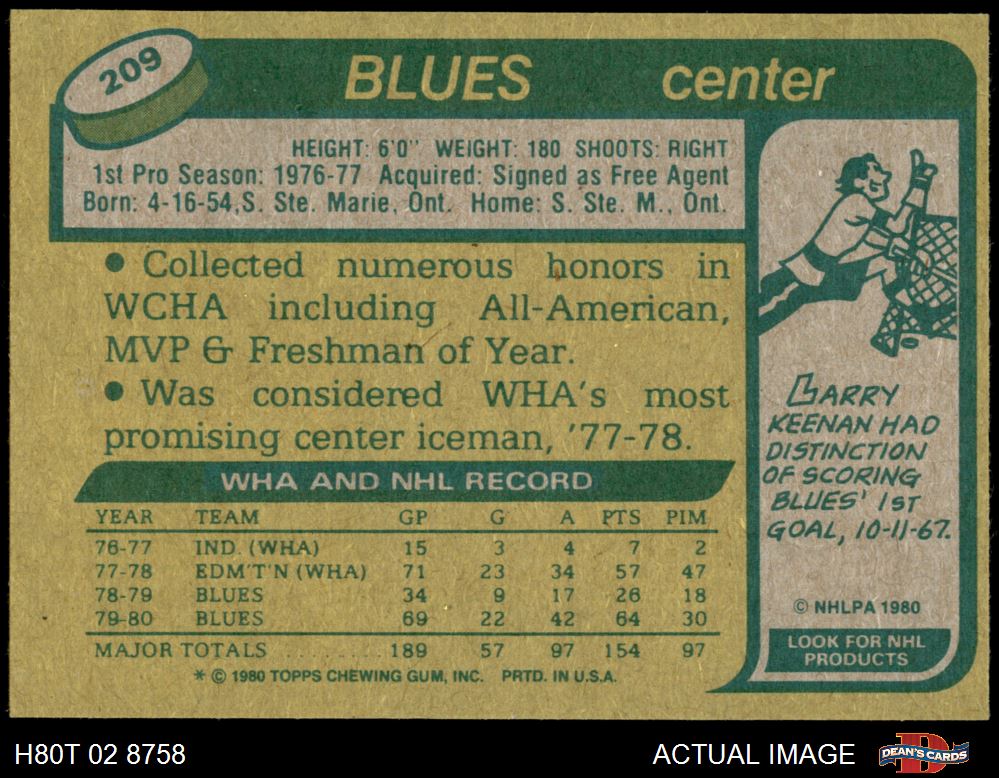 209
BLUES center
HEIGHT: 6'0" WEIGHT: 180 SHOOTS: RIGHT
1st Pro Season: 1976-77 Acquired: Signed as Free Agent
Born: 4-16-54,S. Ste. Marie, Ont. Home: S. Ste. M., Ont.
• Collected numerous honors in
WCHA including All-American,
MVP & Freshman of Year.
• Was considered WHA's most
promising center iceman, '77-78.
WHA AND NHL RECORD
YEAR TEAM GP G A PTS PIM
76-77 IND. (WHA) 15 3 4 7 2
77-78 EDM'T'N (WHA) 71 23 34 57 47
78-79 BLUES 34 9 17 26 18
79-80 BLUES 69 22 42 64 30
MAJOR TOTALS .......... 189 57 97 154 97
* © 1980 TOPPS CHEWING GUM, INC. PRTD. IN U.S.A.
LARRY
KEENAN HAD
DISTINCTION
OF SCORING
BLUES' 1ST
GOAL, 10-11-67.
© NHLPA 1980
LOOK FOR NHL
PRODUCTS
H80T 02 8758
ACTUAL IMAGE
DEAN'S CARDS